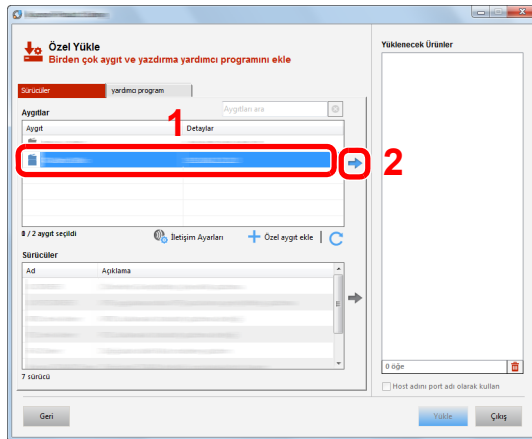 Özel Yükle
Birden çok aygıt ve yazdırma yardımcı programını ekle
Yüklenecek Ürünler
Sürücüler
yardımcı program
Aygıtlar
Aygıtları ara
Aygıt
Detaylar
1
2
/ 2 aygıt seçildi
İletişim Ayarları
Özel aygıt ekle
Sürücüler
Ad
Açıklama
7 sürücü
0 öğe
Host adını port adı olarak kullan
Geri
Yükle
Çıkış